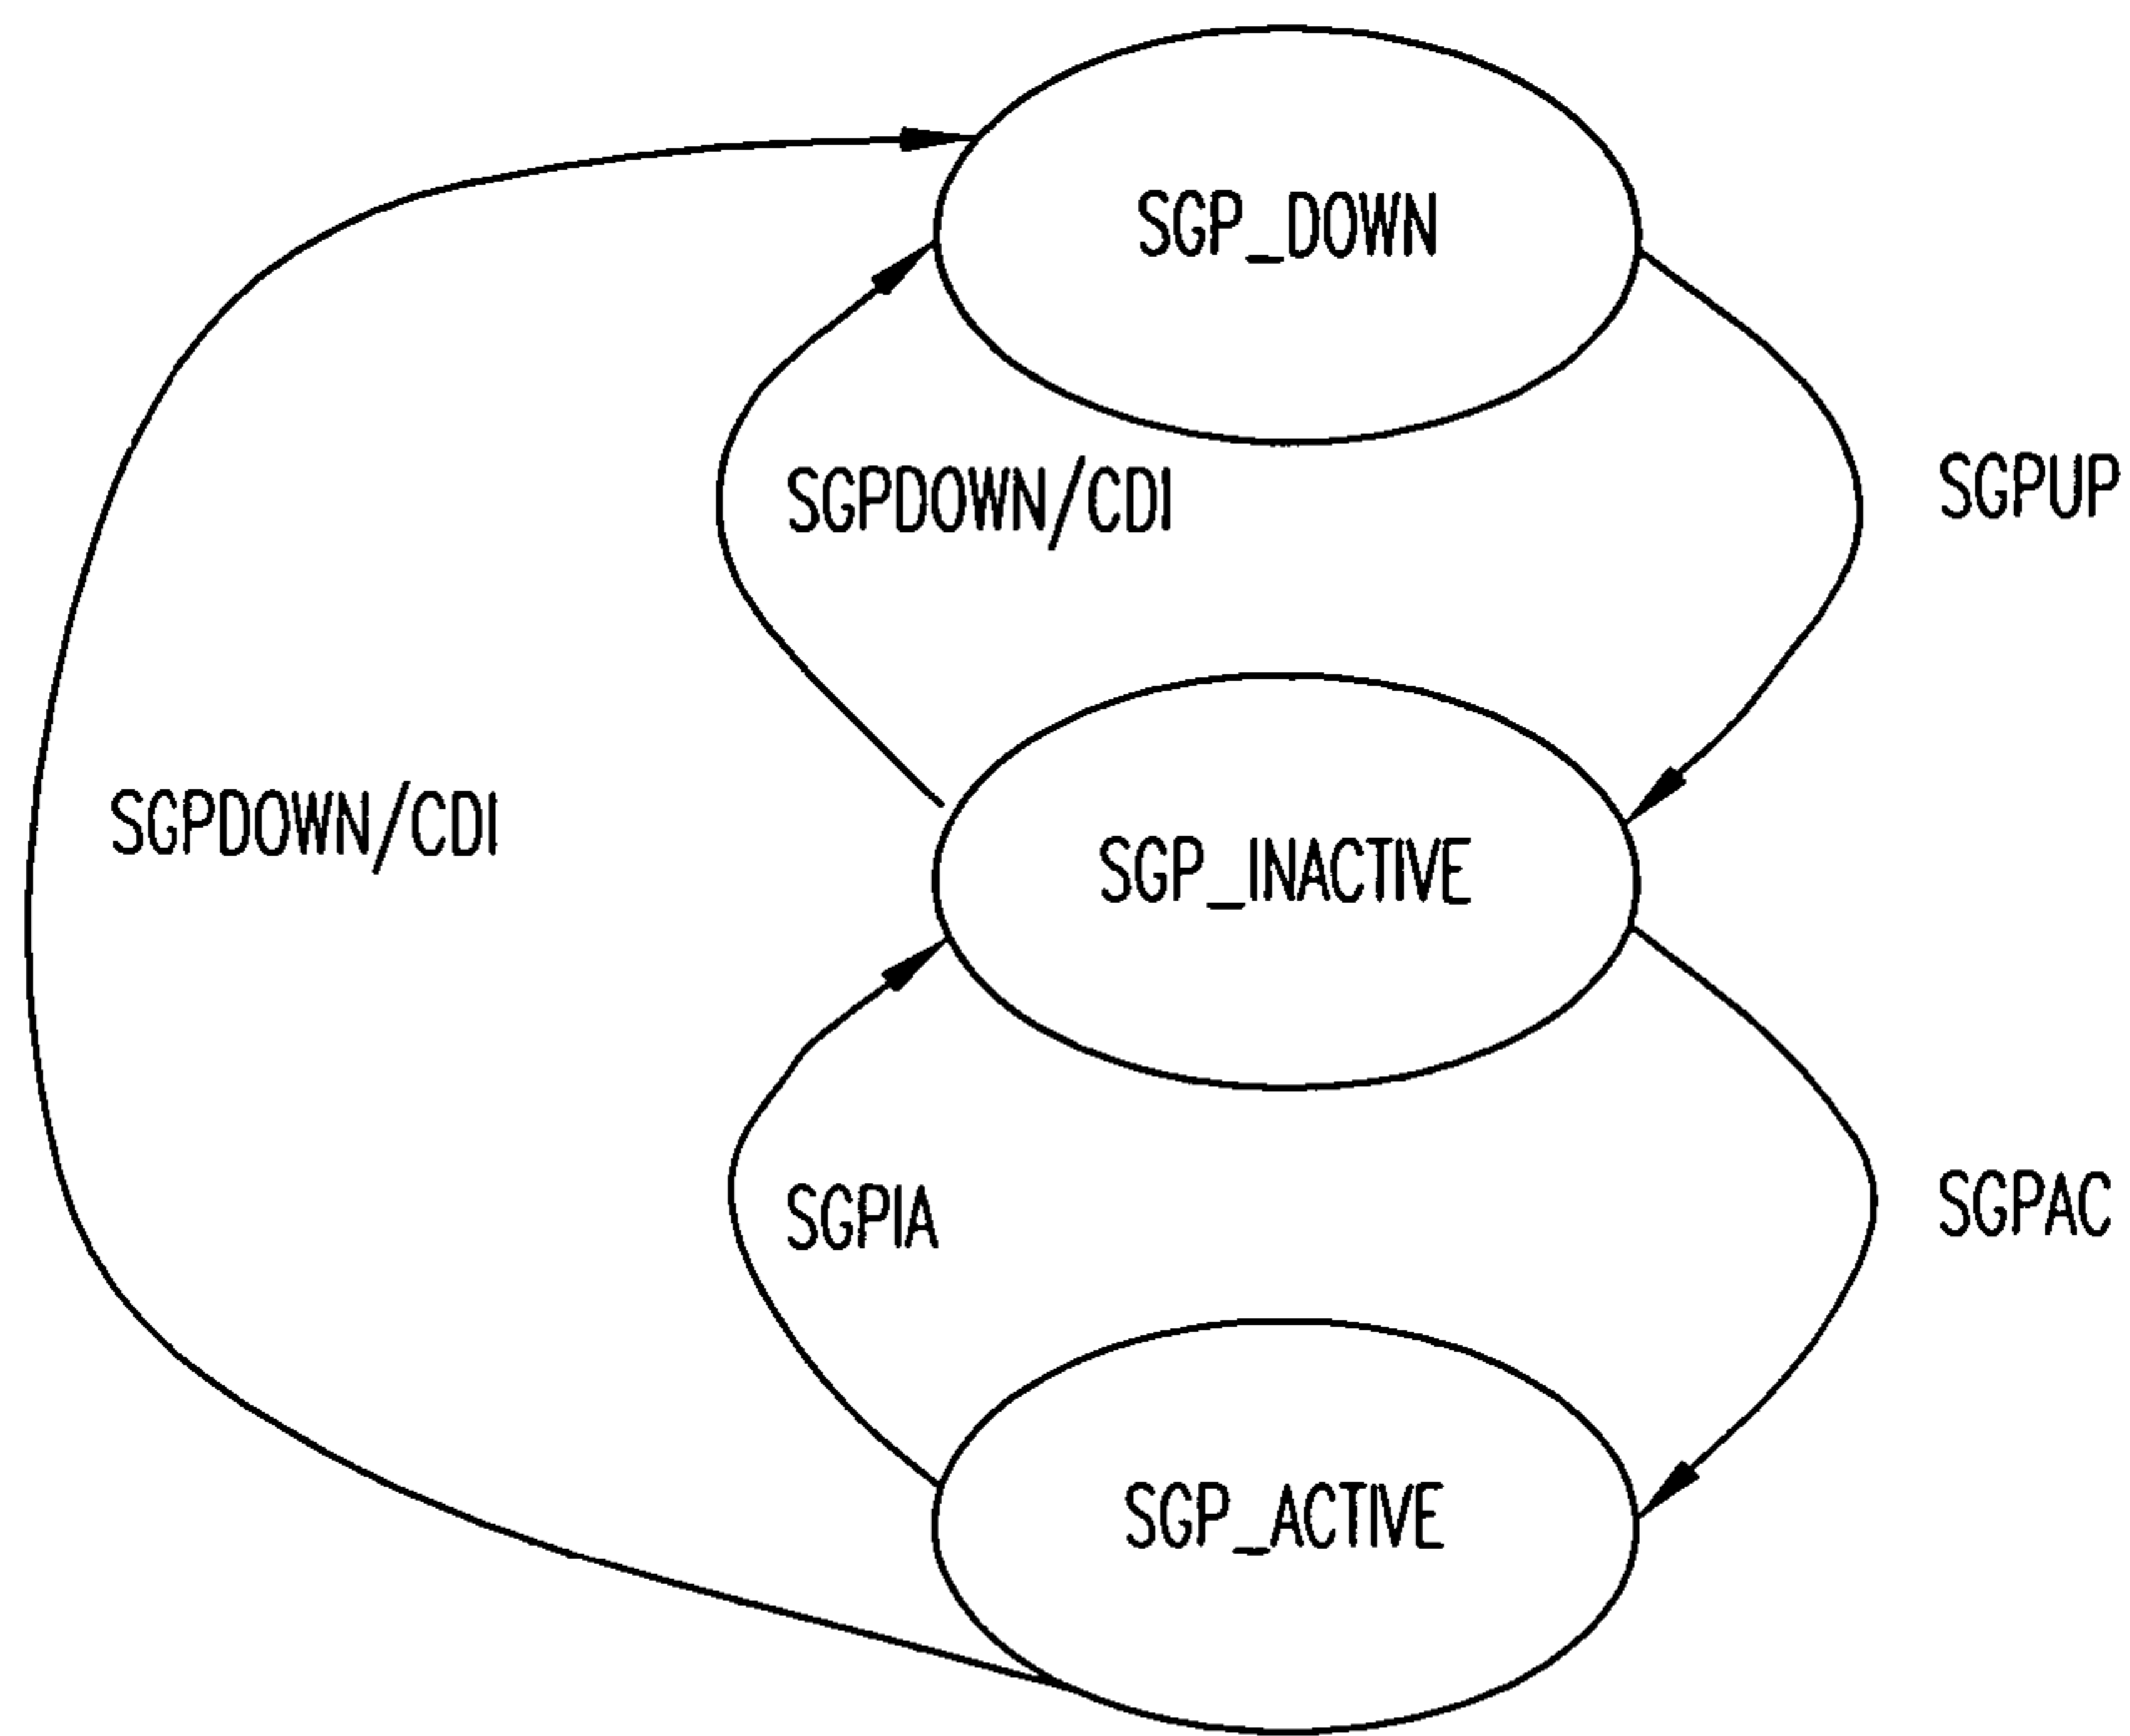 SGP_DOWN
SGPDOWN/CDI
SGPUP
SGPDOWN/CDI
SGP_INACTIVE
SGPIA
SGPAC
SGP_ACTIVE